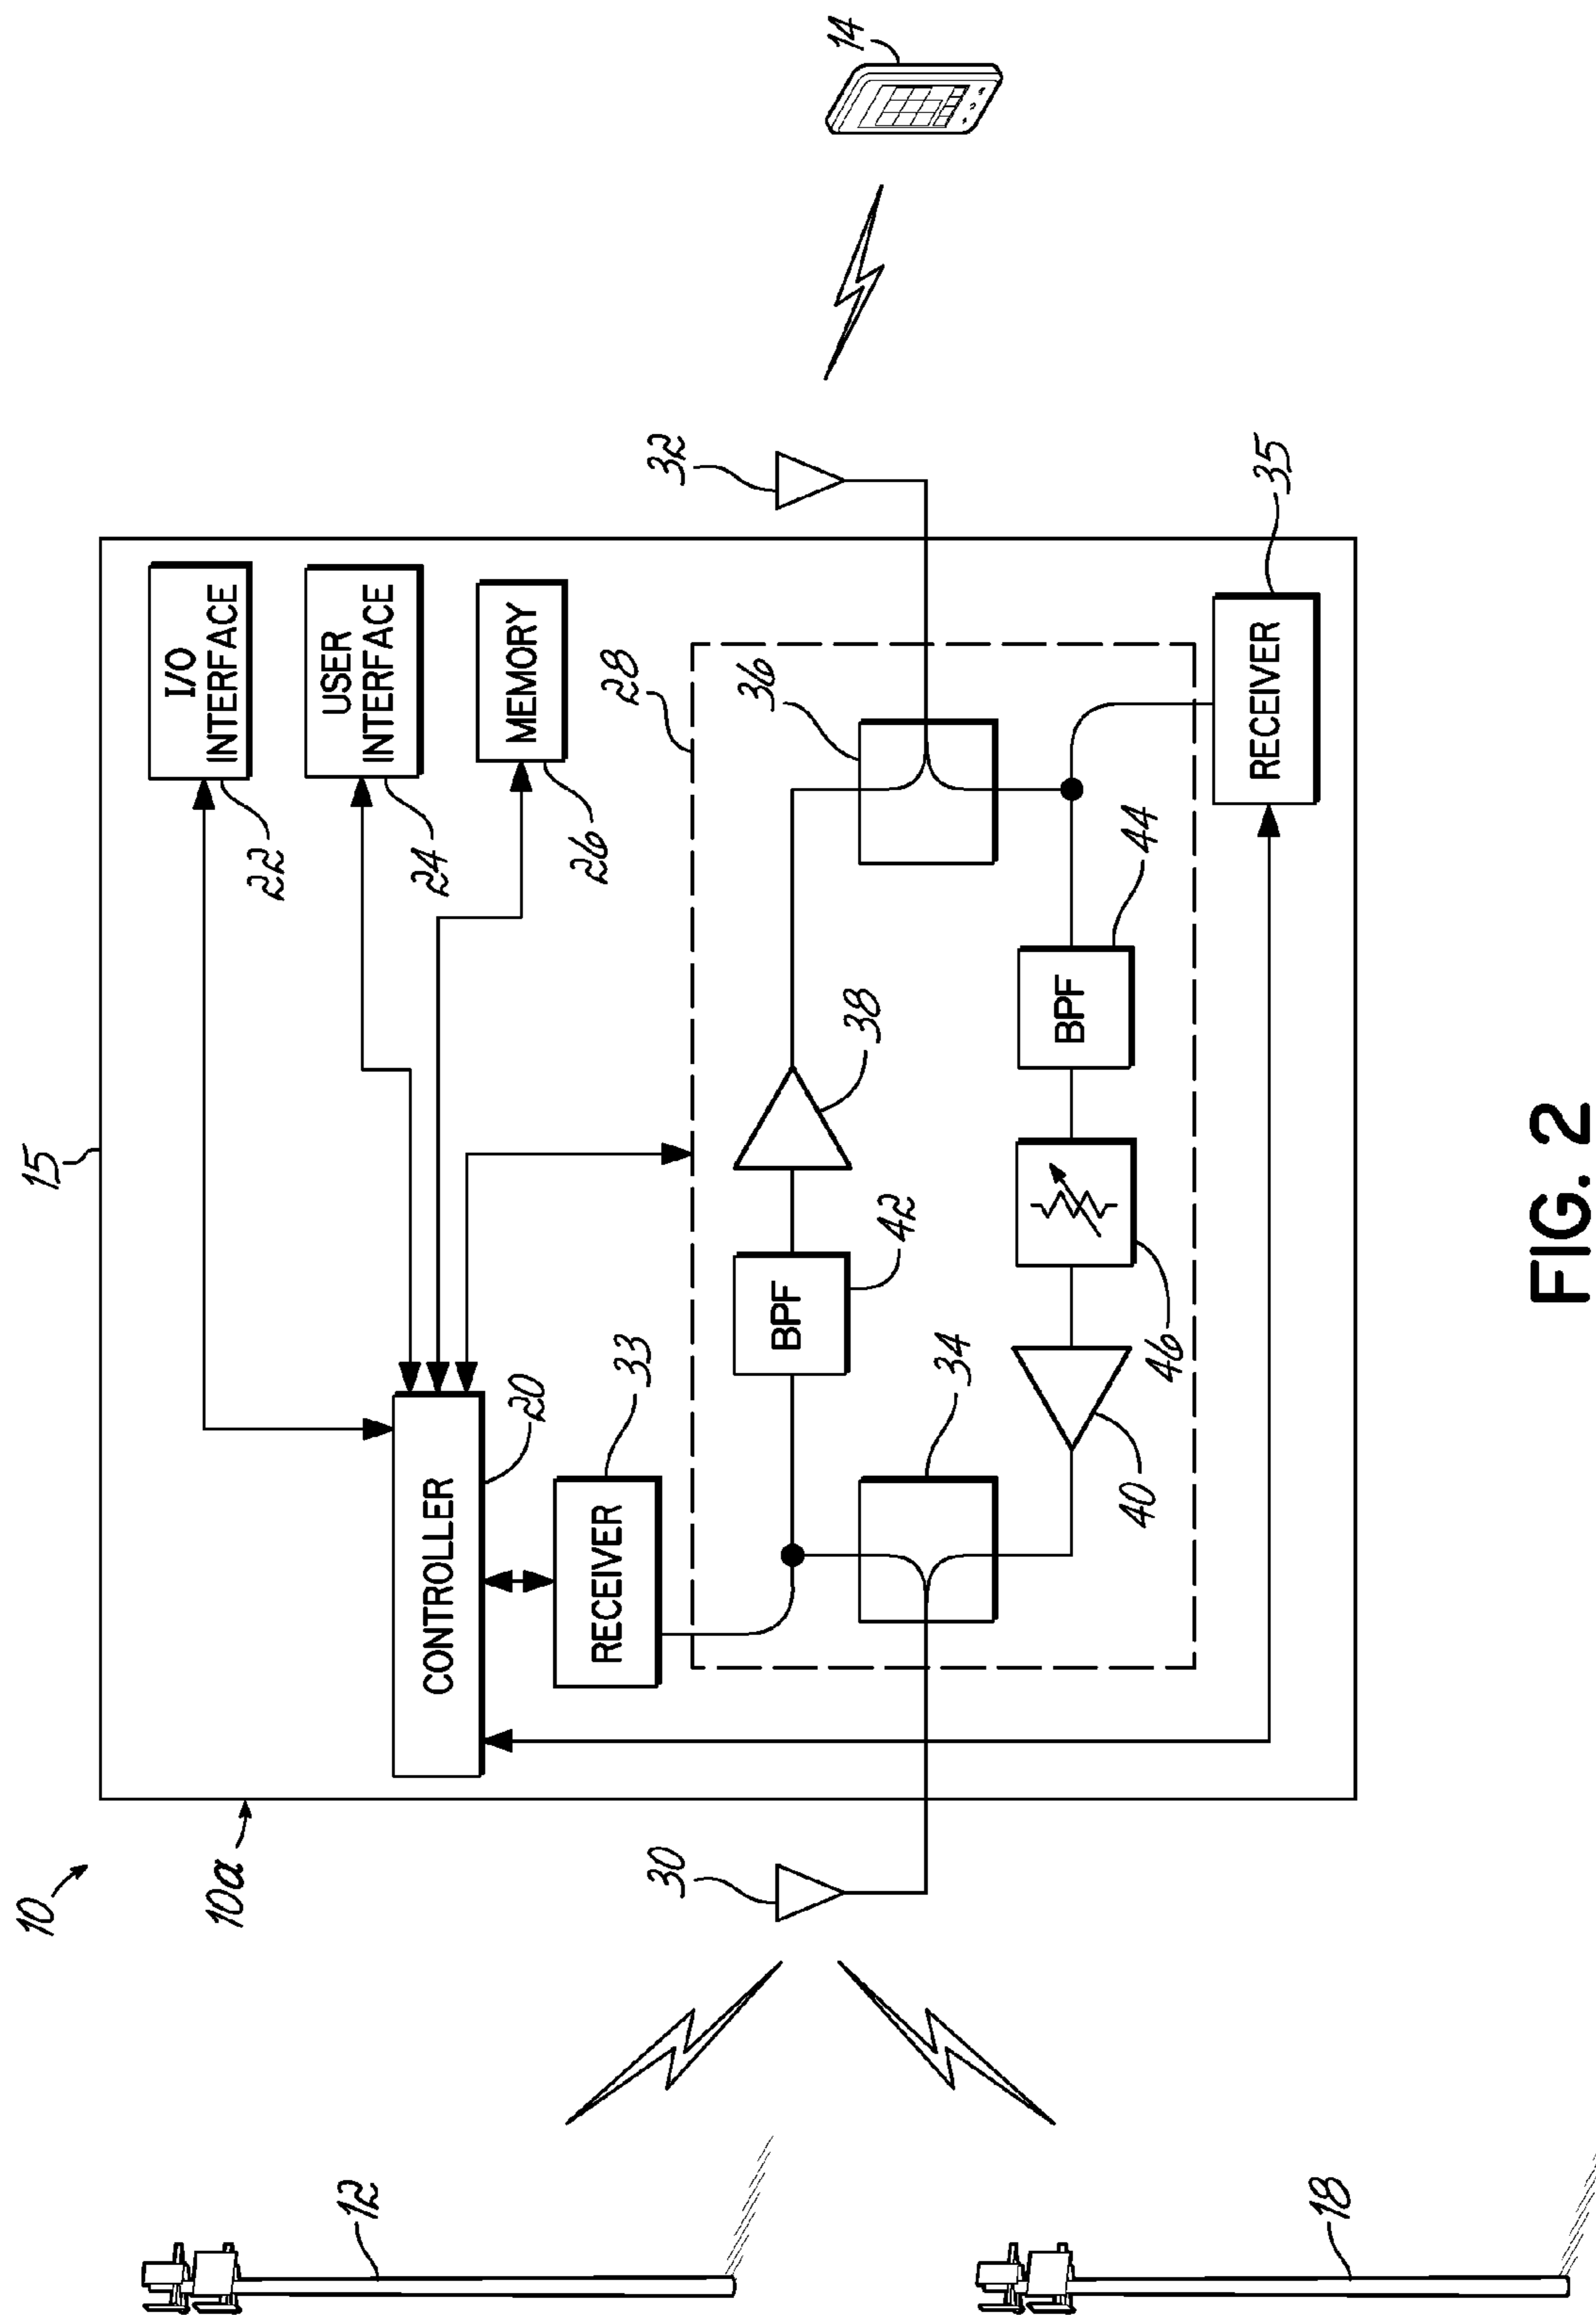 10
10a
15
I/O
INTERFACE
22
USER
INTERFACE
24
MEMORY
26
CONTROLLER
20
RECEIVER
33
28
12
30
BPF
42
38
36
32
14
34
40
46
BPF
44
RECEIVER
35
18
FIG. 2